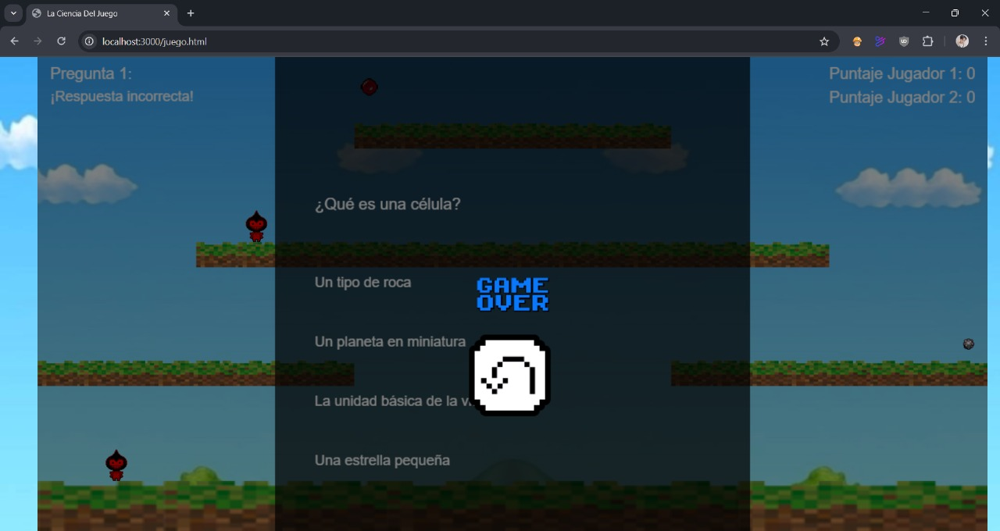 La Ciencia Del Juego
localhost:3000/juego.html
Pregunta 1:
¡Respuesta incorrecta!
Puntaje Jugador 1: 0
Puntaje Jugador 2: 0
¿Qué es una célula?
Un tipo de roca
GAME
OVER
Un planeta en miniatura
La unidad básica de la
Una estrella pequeña